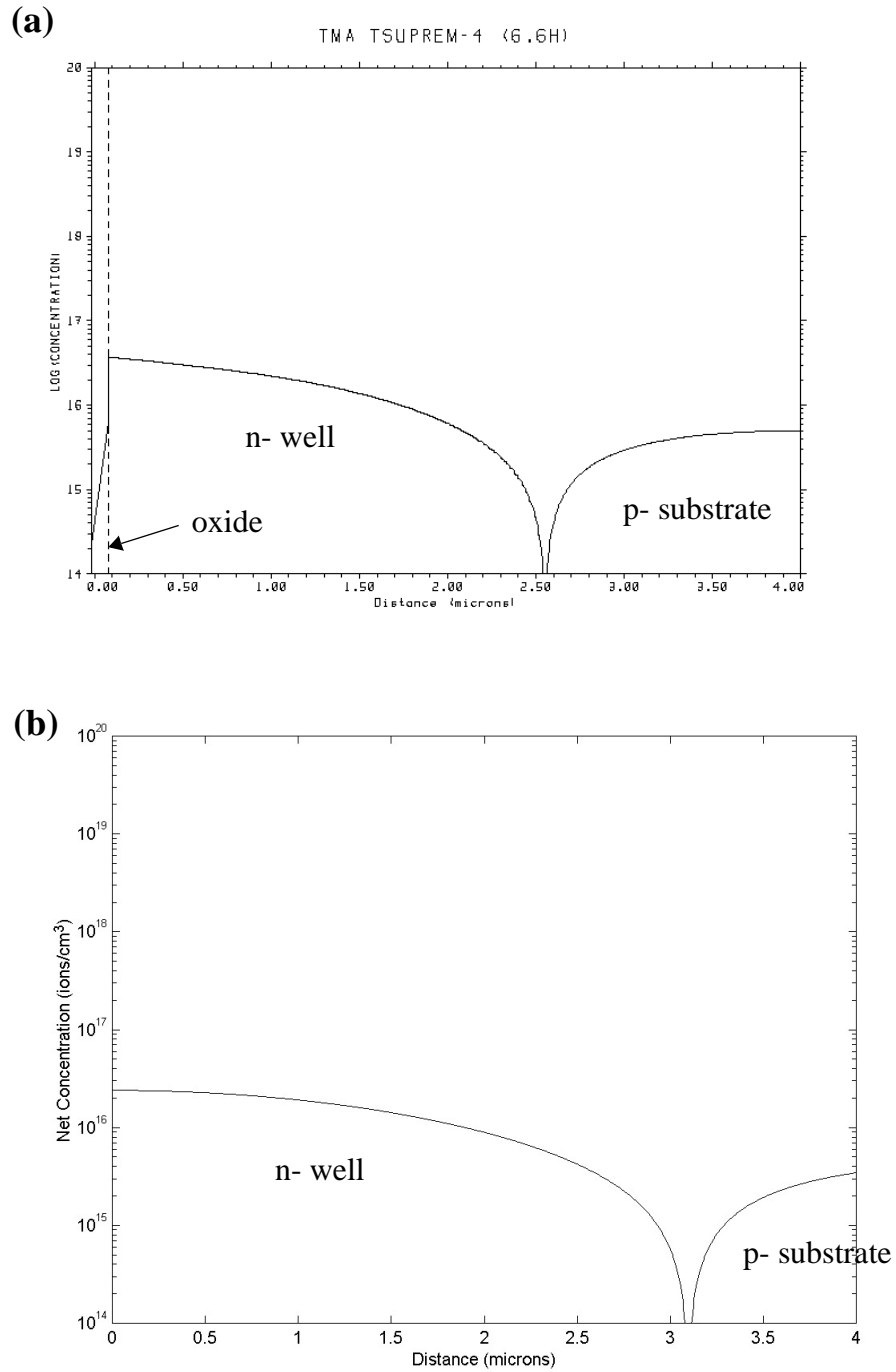 (a)
TMA TSUPREM-4 (6.6H)
20
19
18
17
16
15
14
LOG(CONCENTRATION)
n- well
p- substrate
oxide
0.00 0.50 1.00 1.50 2.00 2.50 3.00 3.50 4.00
Distance (microns)
(b)
10^20
10^19
10^18
10^17
10^16
10^15
10^14
Net Concentration (ions/cm^3)
n- well
p- substrate
0 0.5 1 1.5 2 2.5 3 3.5 4
Distance (microns)